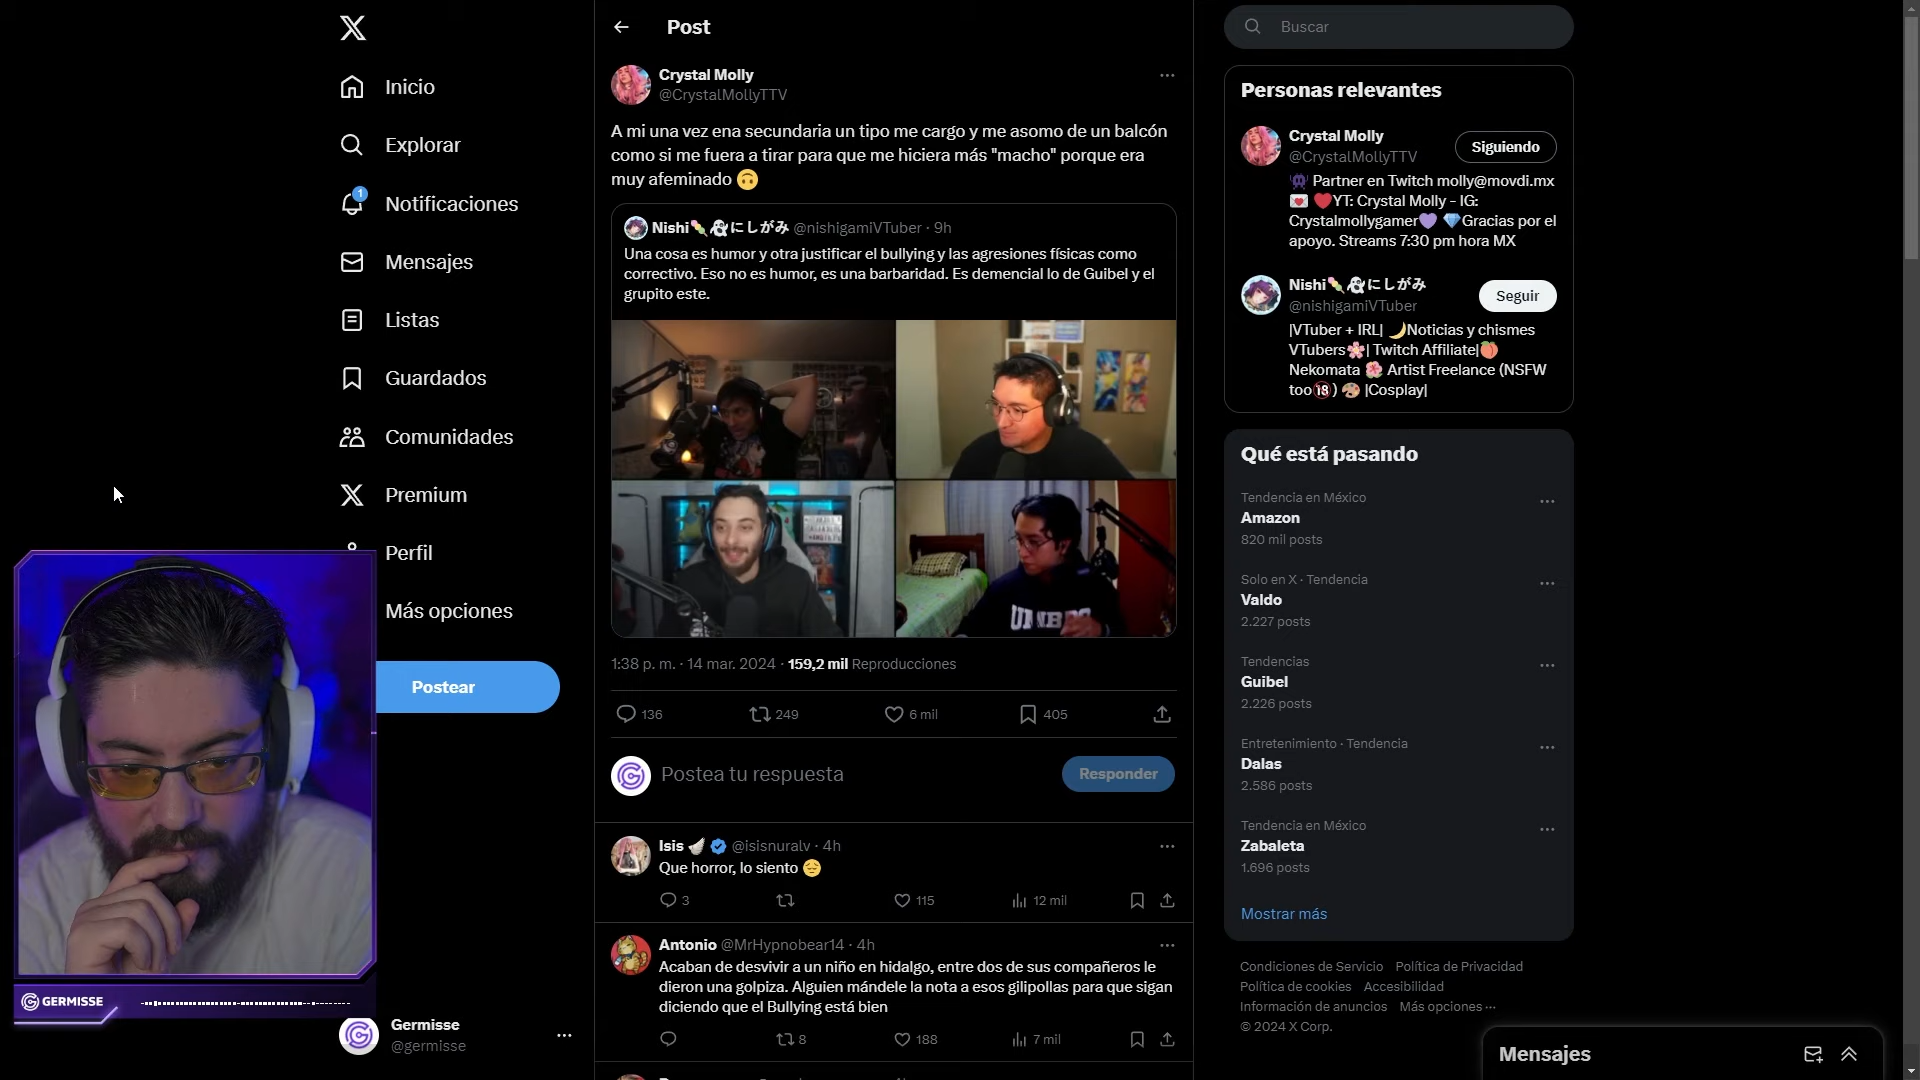 Inicio
Explorar
1
Notificaciones
Mensajes
Listas
Guardados
Comunidades
Premium
Perfil
Más opciones
Postear
GERMISSE
Germisse
@germisse
Post
Crystal Molly
@CrystalMollyTTV
A mi una vez ena secundaria un tipo me cargo y me asomo de un balcón
como si me fuera a tirar para que me hiciera más "macho" porque era
muy afeminado 🙃
Nishi🍡👻にしがみ @nishigamiVTuber · 9h
Una cosa es humor y otra justificar el bullying y las agresiones físicas como
correctivo. Eso no es humor, es una barbaridad. Es demencial lo de Guibel y el
grupito este.
1:38 p. m. · 14 mar. 2024 · 159,2 mil Reproducciones
136 249 6 mil 405
Postea tu respuesta
Responder
Isis @isisnuralv · 4h
Que horror, lo siento 😔
3 115 12 mil
Antonio @MrHypnobear14 · 4h
Acaban de desvivir a un niño en hidalgo, entre dos de sus compañeros le
dieron una golpiza. Alguien mándele la nota a esos gilipollas para que sigan
diciendo que el Bullying está bien
8 188 7 mil
Buscar
Personas relevantes
Crystal Molly
@CrystalMollyTTV
Siguiendo
👾 Partner en Twitch molly@movdi.mx
💌 ❤️YT: Crystal Molly - IG:
Crystalmollygamer💜 💎Gracias por el
apoyo. Streams 7:30 pm hora MX
Nishi🍡👻にしがみ
@nishigamiVTuber
Seguir
|VTuber + IRL| 🌙Noticias y chismes
VTubers🌸| Twitch Affiliate|🍑
Nekomata 🌺 Artist Freelance (NSFW
too🔞) 🎨 |Cosplay|
Qué está pasando
Tendencia en México
Amazon
820 mil posts
Solo en X · Tendencia
Valdo
2.227 posts
Tendencias
Guibel
2.226 posts
Entretenimiento · Tendencia
Dalas
2.586 posts
Tendencia en México
Zabaleta
1.696 posts
Mostrar más
Condiciones de Servicio Política de Privacidad
Política de cookies Accesibilidad
Información de anuncios Más opciones ···
© 2024 X Corp.
Mensajes